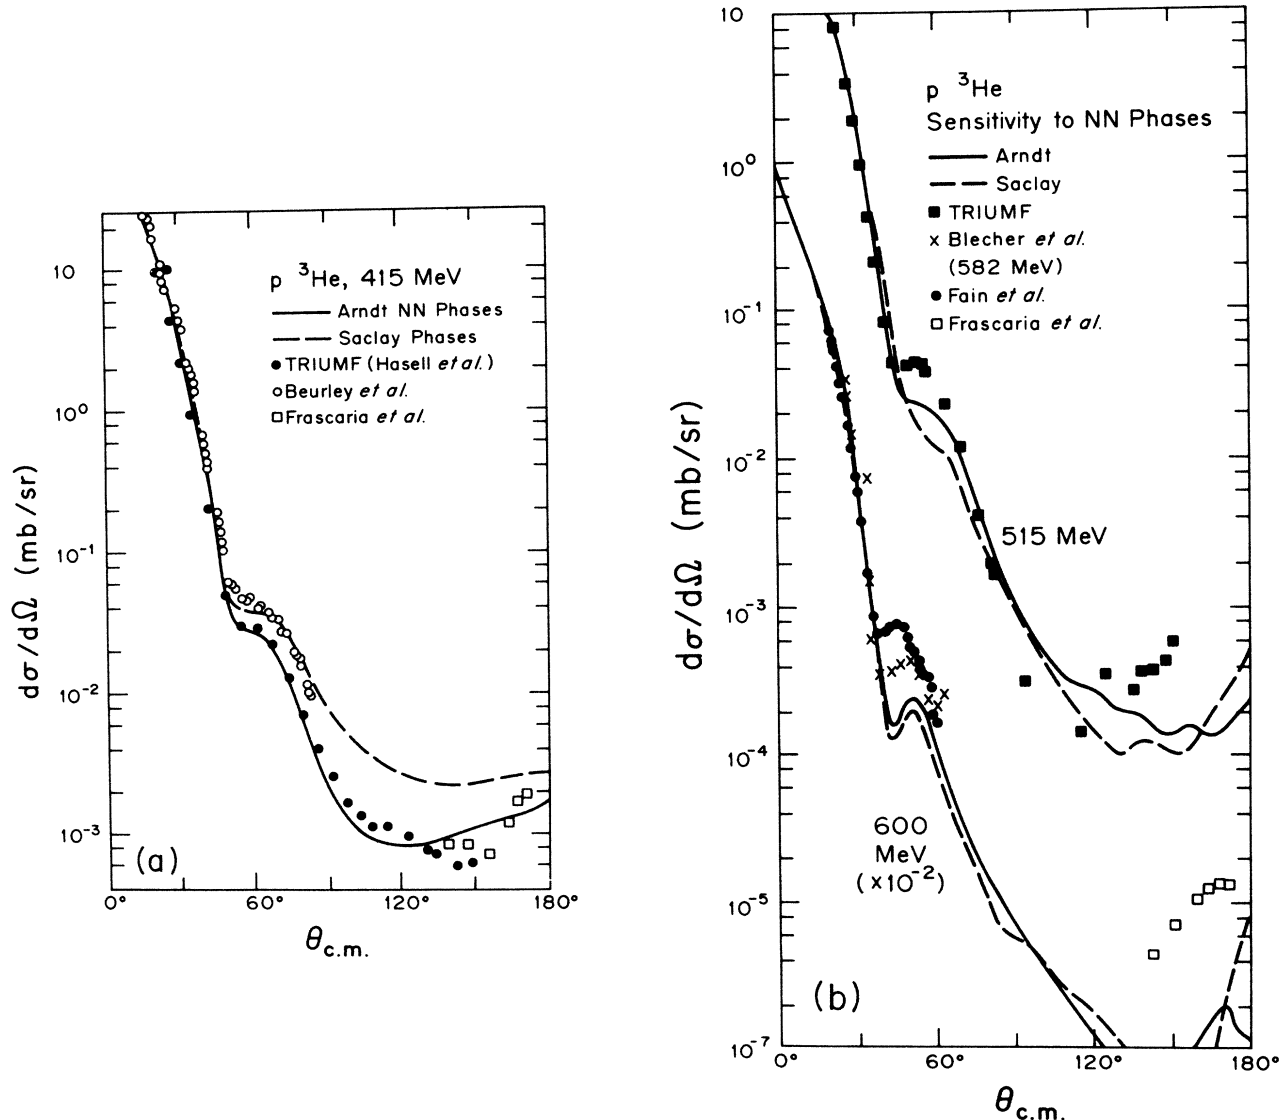 10
10⁰
10⁻¹
10⁻²
10⁻³
dσ/dΩ (mb/sr)
p ³He, 415 MeV
Arndt NN Phases
Saclay Phases
TRIUMF (Hasell et al.)
Beurley et al.
Frascaria et al.
(a)
0° 60° 120° 180°
θc.m.
10
10⁰
10⁻¹
10⁻²
10⁻³
10⁻⁴
10⁻⁵
10⁻⁷
dσ/dΩ (mb/sr)
p ³He
Sensitivity to NN Phases
Arndt
Saclay
TRIUMF
Blecher et al.
(582 MeV)
Fain et al.
Frascaria et al.
515 MeV
600
MeV
(×10⁻²)
(b)
0° 60° 120° 180°
θc.m.